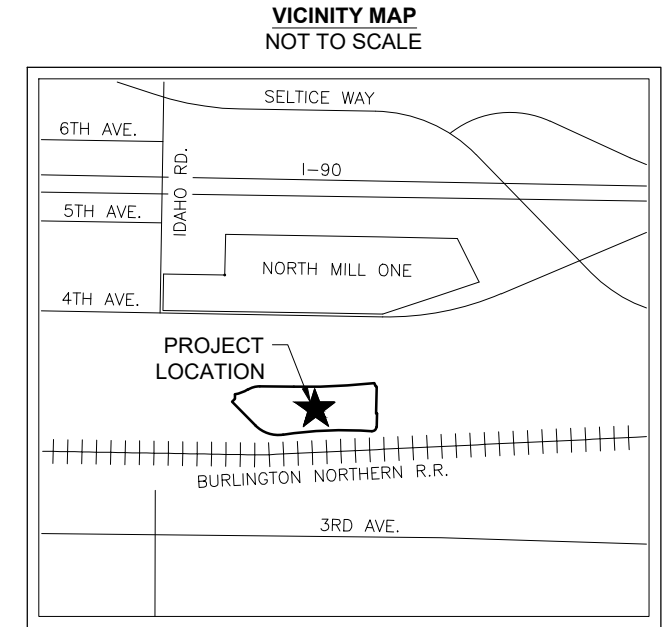 VICINITY MAP
NOT TO SCALE
SELTICE WAY
6TH AVE.
IDAHO RD.
I-90
5TH AVE.
NORTH MILL ONE
4TH AVE.
PROJECT
LOCATION
BURLINGTON NORTHERN R.R.
3RD AVE.